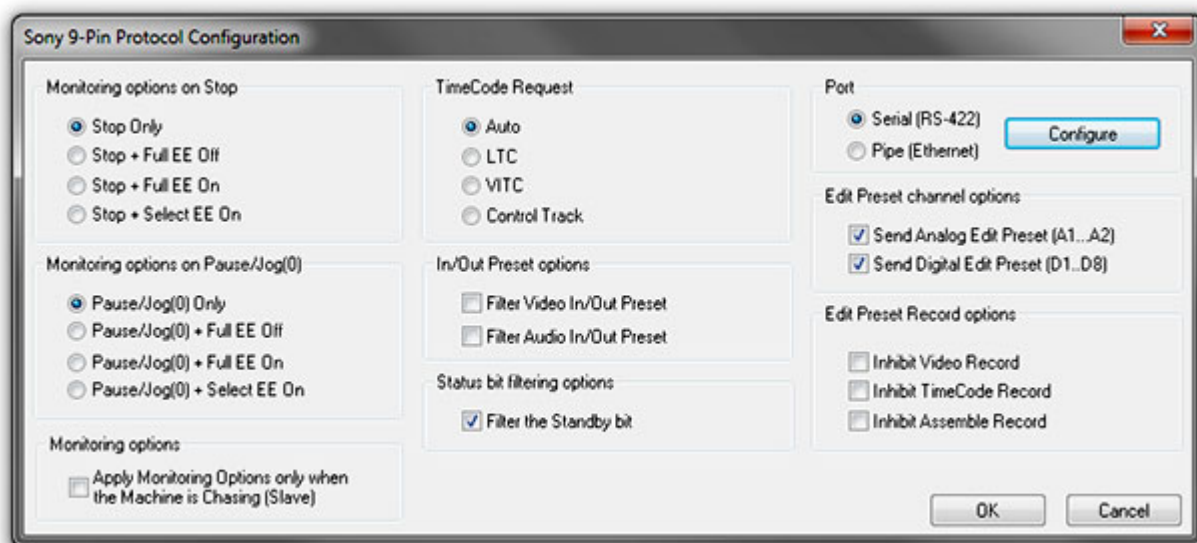 Sony 9-Pin Protocol Configuration
Monitoring options on Stop
Stop Only
Stop + Full EE Off
Stop + Full EE On
Stop + Select EE On
Monitoring options on Pause/Jog(0)
Pause/Jog(0) Only
Pause/Jog(0) + Full EE Off
Pause/Jog(0) + Full EE On
Pause/Jog(0) + Select EE On
Monitoring options
Apply Monitoring Options only when
the Machine is Chasing (Slave)
TimeCode Request
Auto
LTC
VITC
Control Track
In/Out Preset options
Filter Video In/Out Preset
Filter Audio In/Out Preset
Status bit filtering options
Filter the Standby bit
Port
Serial (RS-422)
Pipe (Ethernet)
Configure
Edit Preset channel options
Send Analog Edit Preset (A1...A2)
Send Digital Edit Preset (D1..D8)
Edit Preset Record options
Inhibit Video Record
Inhibit TimeCode Record
Inhibit Assemble Record
OK
Cancel